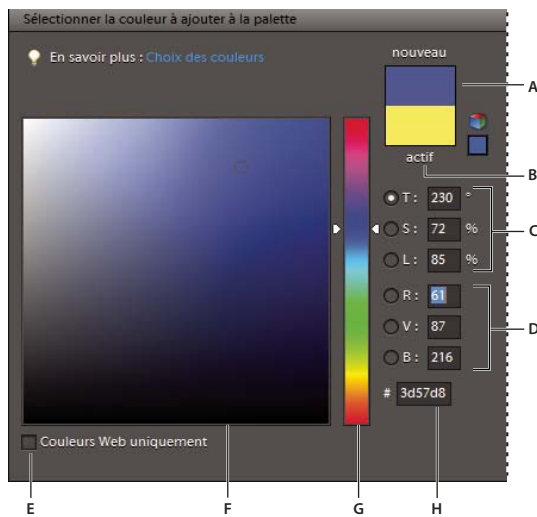 Sélectionner la couleur à ajouter à la palette
En savoir plus : Choix des couleurs
nouveau
A
actif
B
T : 230 °
S : 72 %
L : 85 %
C
R : 61
V : 87
B : 216
D
# 3d57d8
Couleurs Web uniquement
E
F
G
H